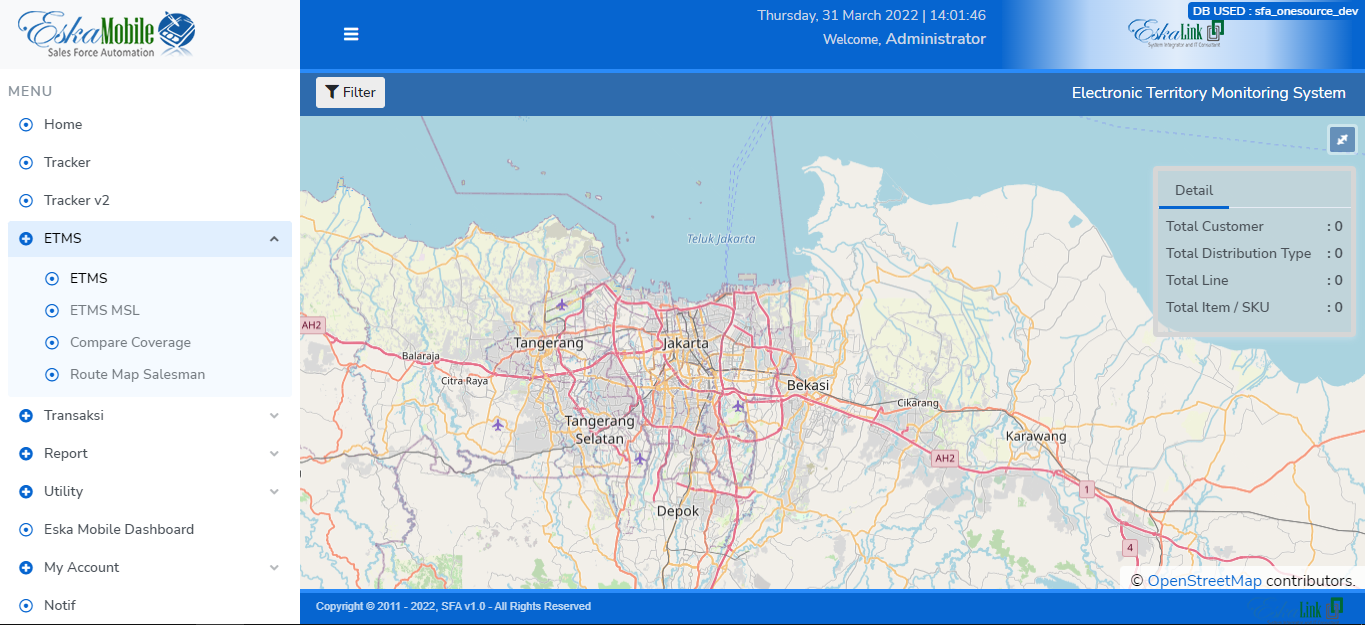 EskaMobile
Sales Force Automation
Thursday, 31 March 2022 | 14:01:46
Welcome, Administrator
DB USED : sfa_onesource_dev
EskaLink
System Integrator and IT Consultant
MENU
Home
Tracker
Tracker v2
ETMS
ETMS
ETMS MSL
Compare Coverage
Route Map Salesman
Transaksi
Report
Utility
Eska Mobile Dashboard
My Account
Notif
Filter
Electronic Territory Monitoring System
Detail
Total Customer : 0
Total Distribution Type : 0
Total Line : 0
Total Item / SKU : 0
Teluk Jakarta
AH2
Tangerang
Jakarta
Balaraja
Citra Raya
Bekasi
Cikarang
Tangerang
Selatan
Karawang
AH2
1
Depok
4
© OpenStreetMap contributors.
Copyright © 2011 - 2022, SFA v1.0 - All Rights Reserved
EskaLink